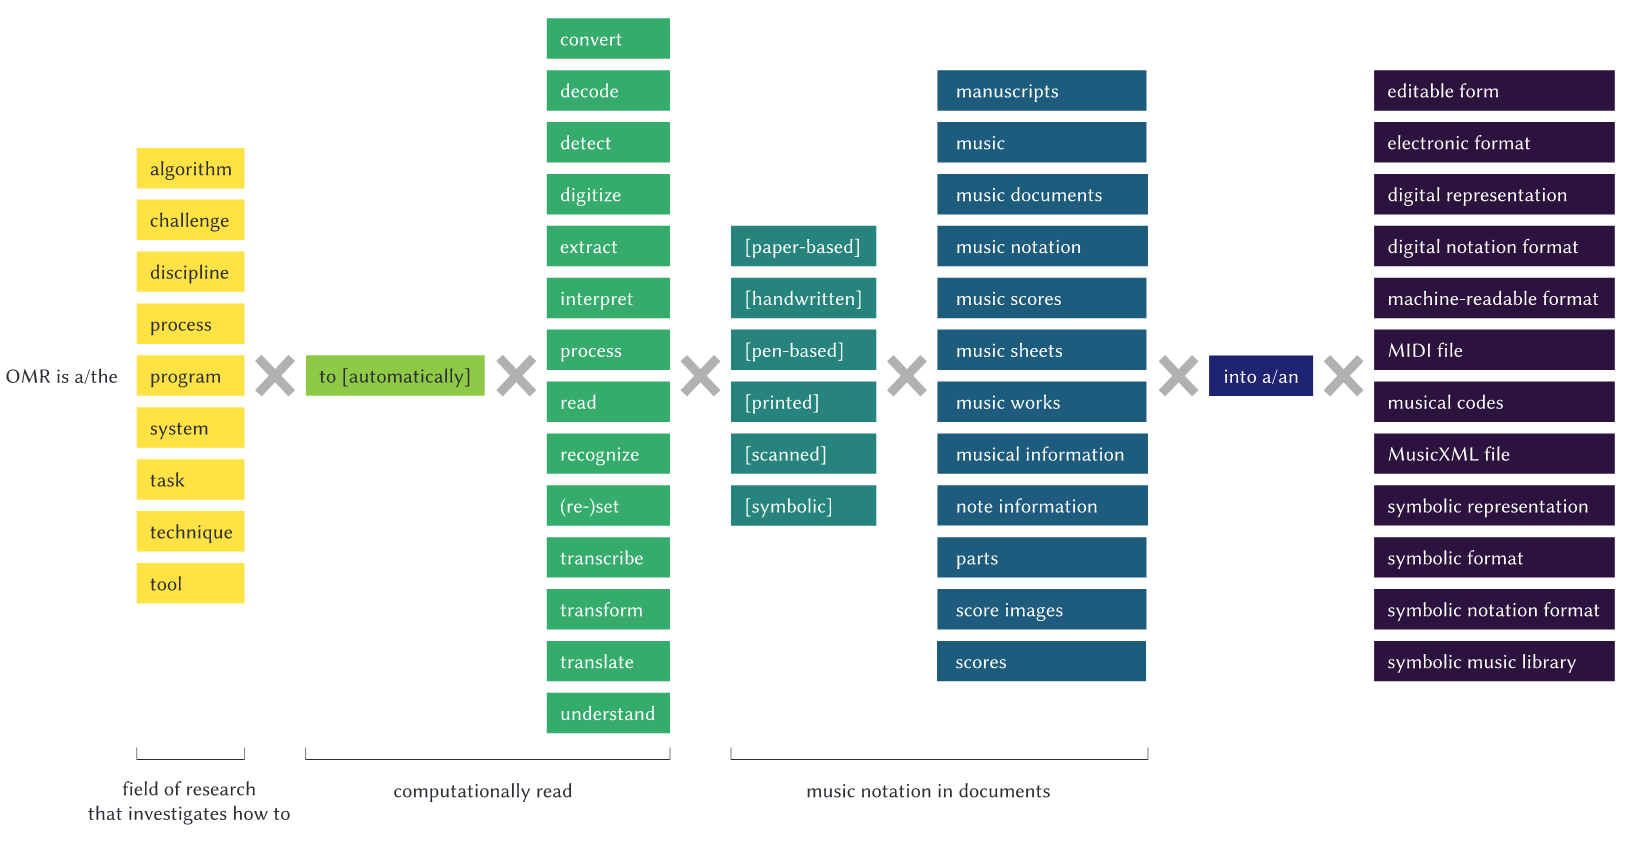 OMR is a/the
algorithm
challenge
discipline
process
program
system
task
technique
tool
to [automatically]
convert
decode
detect
digitize
extract
interpret
process
read
recognize
(re-)set
transcribe
transform
translate
understand
[paper-based]
[handwritten]
[pen-based]
[printed]
[scanned]
[symbolic]
manuscripts
music
music documents
music notation
music scores
music sheets
music works
musical information
note information
parts
score images
scores
into a/an
editable form
electronic format
digital representation
digital notation format
machine-readable format
MIDI file
musical codes
MusicXML file
symbolic representation
symbolic format
symbolic notation format
symbolic music library
field of research
that investigates how to
computationally read
music notation in documents